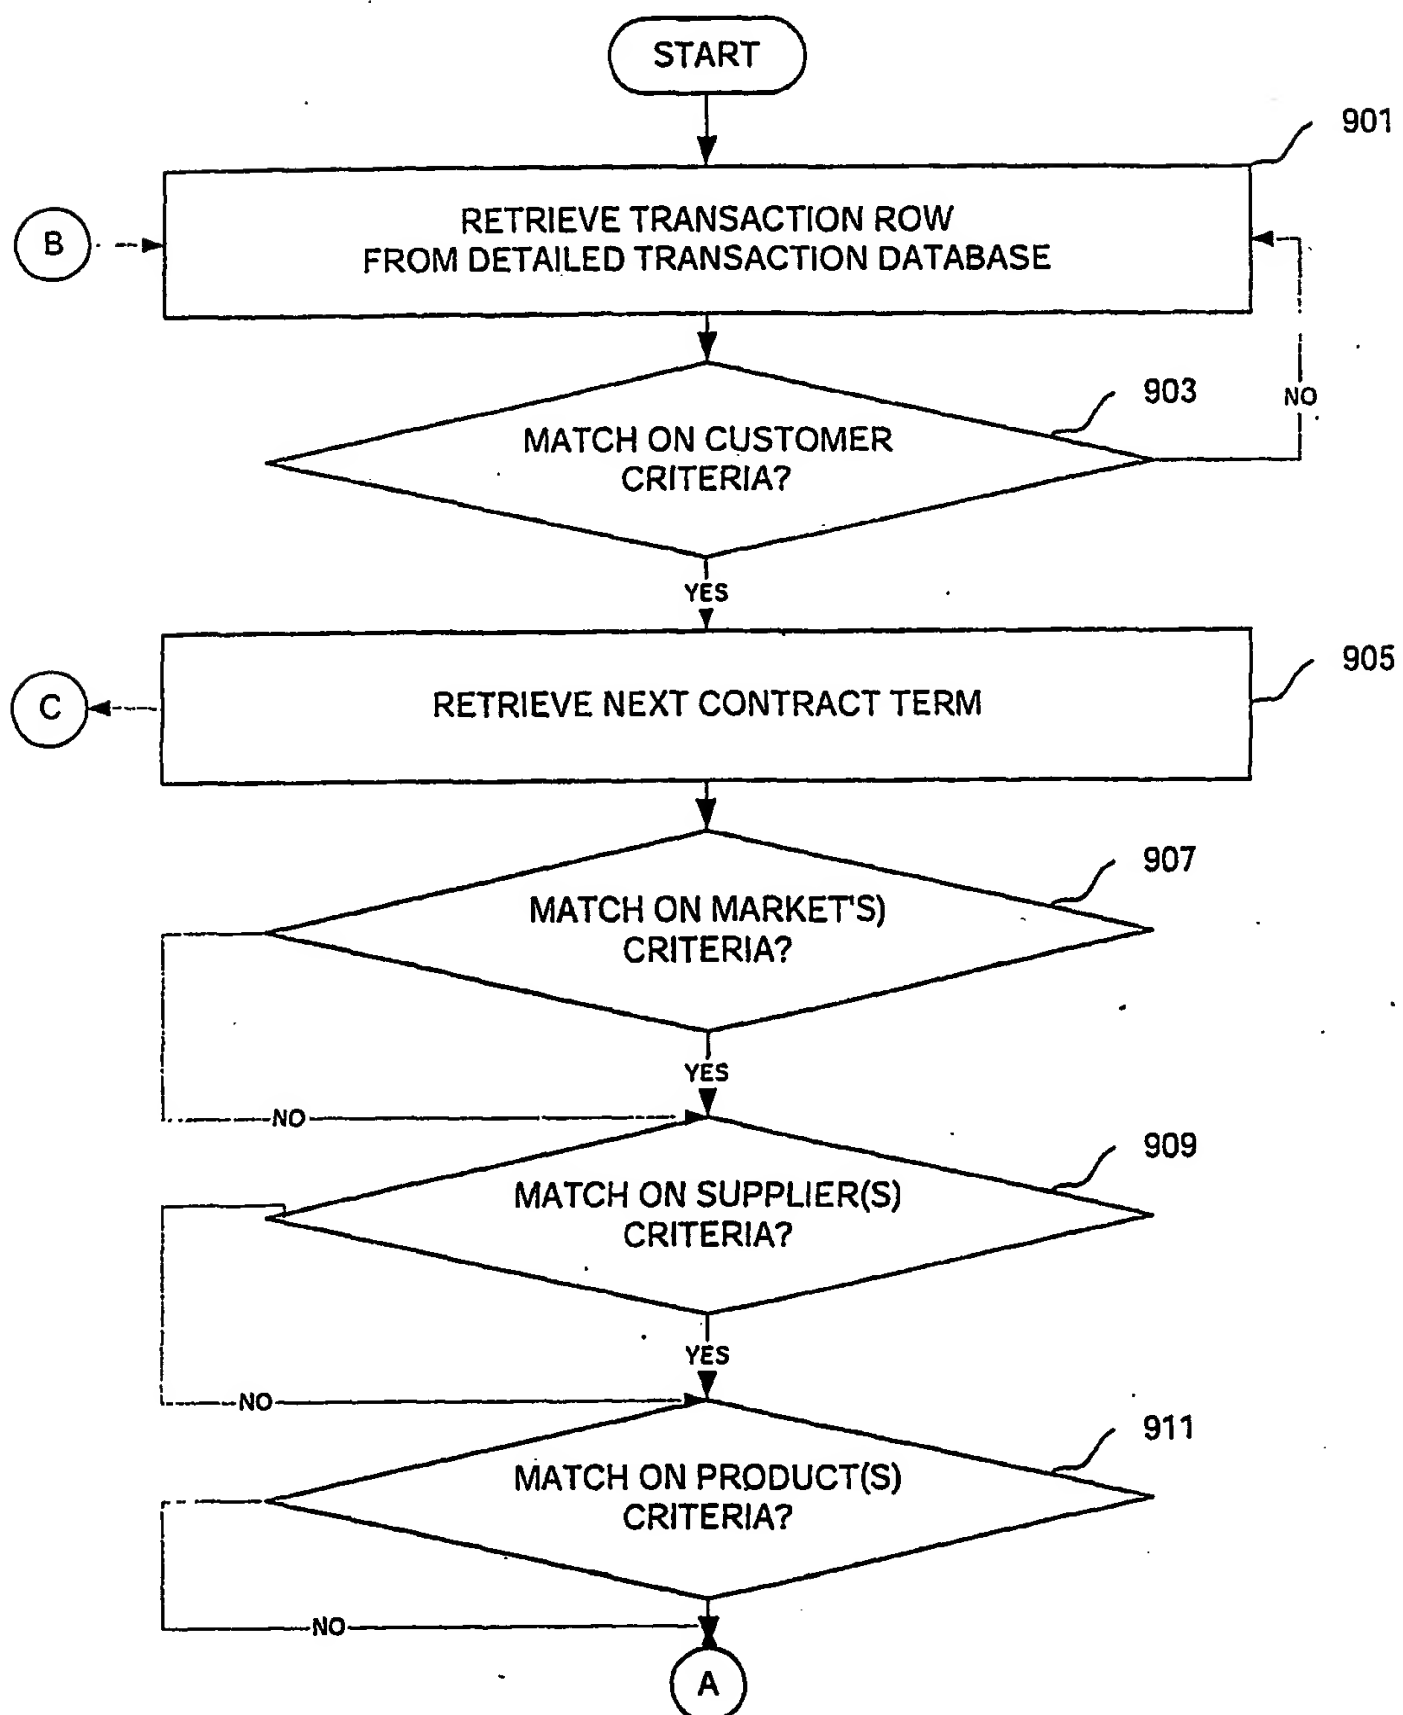 START
901
B
RETRIEVE TRANSACTION ROW
FROM DETAILED TRANSACTION DATABASE
903
NO
MATCH ON CUSTOMER
CRITERIA?
YES
905
C
RETRIEVE NEXT CONTRACT TERM
907
MATCH ON MARKET'S)
CRITERIA?
YES
NO
909
MATCH ON SUPPLIER(S)
CRITERIA?
YES
NO
911
MATCH ON PRODUCT(S)
CRITERIA?
NO
A